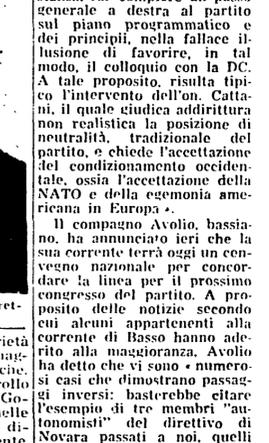 generale a destra al partito
sul piano programmatico e
dei principii, nella fallace il-
lusione di favorire, in tal
modo, il colloquio con la DC.
A tale proposito, risulta tipi-
co l'intervento dell'on. Catta-
ni, il quale giudica addirittura
non realistica la posizione di
neutralità, tradizionale del
partito, e chiede l'accettazione
del condizionamento occiden-
tale, ossia l'accettazione della
NATO e della egemonia ame-
ricana in Europa ».
Il compagno Avolio, bassia-
no, ha annunciato ieri che la
sua corrente terrà oggi un con-
vegno nazionale per concor-
dare la linea per il prossimo
congresso del partito. A pro-
posito delle notizie secondo
cui alcuni appartenenti alla
corrente di Basso hanno ade-
rito alla maggioranza, Avolio
ha detto che vi sono « numero-
si casi che dimostrano passag-
gi inversi: basterebbe citare
l'esempio di tre membri "au-
tonomisti" del direttivo di
Novara passati a noi, quelli